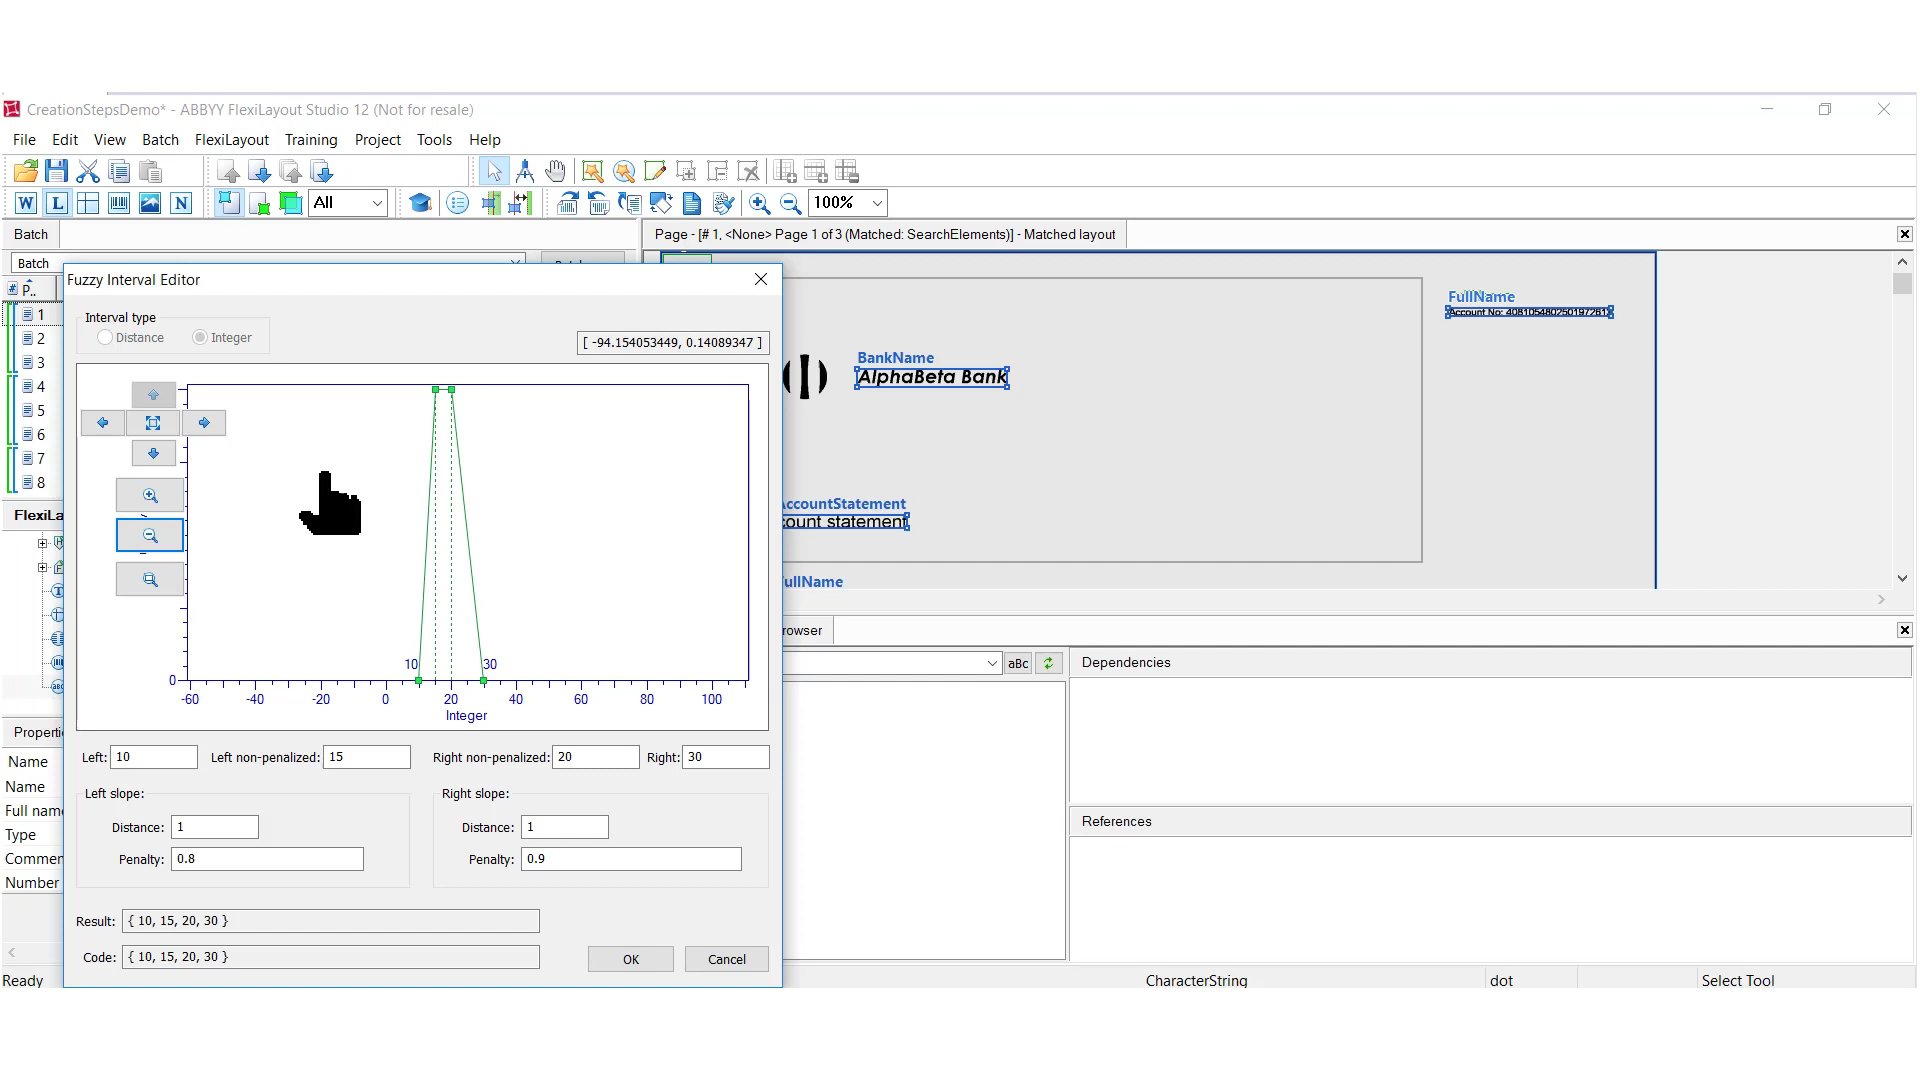 CreationStepsDemo* - ABBYY FlexiLayout Studio 12 (Not for resale)
File Edit View Batch FlexiLayout Training Project Tools Help
W L N All 100%
Batch
Page - [# 1, <None> Page 1 of 3 (Matched: SearchElements)] - Matched layout
Batch
Fuzzy Interval Editor
# P..
1
2
3
4
5
6
7
8
Interval type
Distance Integer
[ -94.154053449, 0.14089347 ]
10 30
0
-60 -40 -20 0 20 40 60 80 100
Integer
Left: 10 Left non-penalized: 15 Right non-penalized: 20 Right: 30
Left slope:
Distance: 1
Penalty: 0.8
Right slope:
Distance: 1
Penalty: 0.9
Result: { 10, 15, 20, 30 }
Code: { 10, 15, 20, 30 }
OK Cancel
FullName
Account No: 40810548025019726
BankName
AlphaBeta Bank
AccountStatement
count statement
ullName
rowser
aBc
Dependencies
References
FlexiLa
Properti
Name
Name
Full name
Type
Commen
Number
Ready CharacterString dot Select Tool